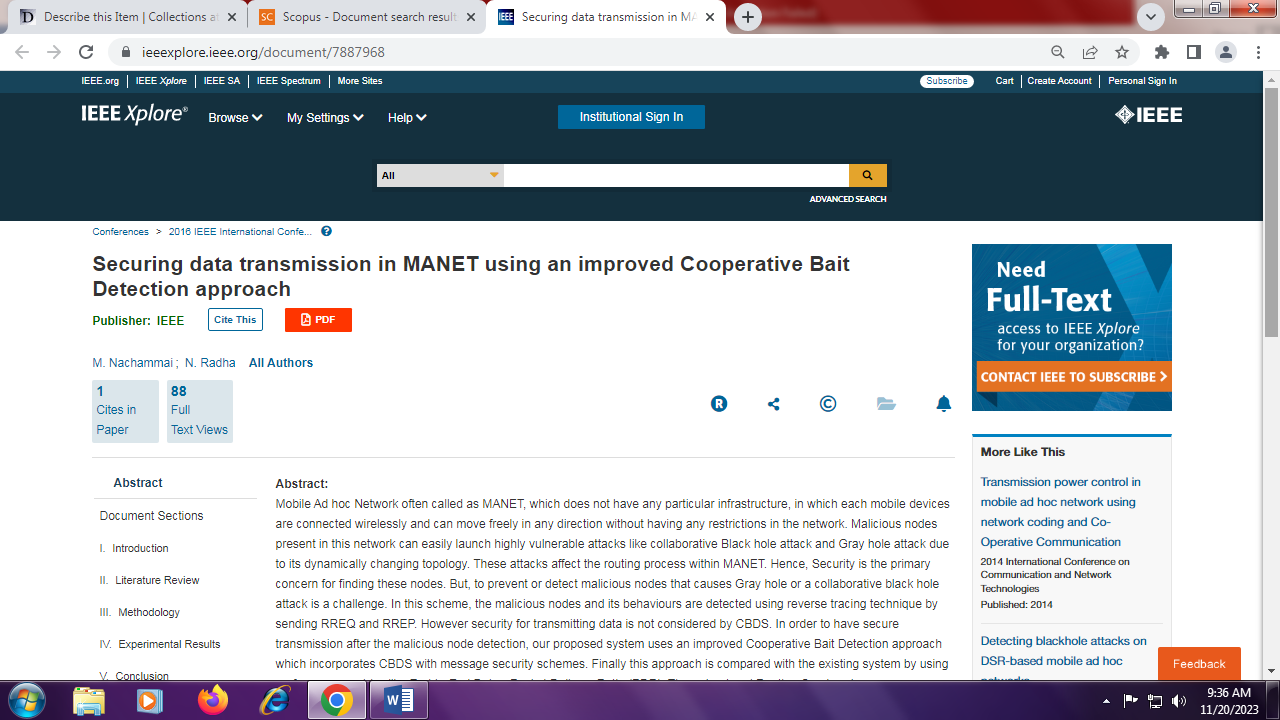 Describe this Item | Collections at
Scopus - Document search result
Securing data transmission in MA
ieeexplore.ieee.org/document/7887968
IEEE.org IEEE Xplore IEEE SA IEEE Spectrum More Sites Subscribe Cart Create Account Personal Sign In
IEEE Xplore® Browse My Settings Help Institutional Sign In IEEE
All
ADVANCED SEARCH
Conferences > 2016 IEEE International Confe...
Securing data transmission in MANET using an improved Cooperative Bait
Detection approach
Publisher: IEEE Cite This PDF
M. Nachammai ; N. Radha All Authors
1
Cites in
Paper
88
Full
Text Views
Need
Full-Text
access to IEEE Xplore
for your organization?
CONTACT IEEE TO SUBSCRIBE >
Abstract
Document Sections
I. Introduction
II. Literature Review
III. Methodology
IV. Experimental Results
V. Conclusion
Abstract:
Mobile Ad hoc Network often called as MANET, which does not have any particular infrastructure, in which each mobile devices
are connected wirelessly and can move freely in any direction without having any restrictions in the network. Malicious nodes
present in this network can easily launch highly vulnerable attacks like collaborative Black hole attack and Gray hole attack due
to its dynamically changing topology. These attacks affect the routing process within MANET. Hence, Security is the primary
concern for finding these nodes. But, to prevent or detect malicious nodes that causes Gray hole or a collaborative black hole
attack is a challenge. In this scheme, the malicious nodes and its behaviours are detected using reverse tracing technique by
sending RREQ and RREP. However security for transmitting data is not considered by CBDS. In order to have secure
transmission after the malicious node detection, our proposed system uses an improved Cooperative Bait Detection approach
which incorporates CBDS with message security schemes. Finally this approach is compared with the existing system by using
More Like This
Transmission power control in
mobile ad hoc network using
network coding and Co-
Operative Communication
2014 International Conference on
Communication and Network
Technologies
Published: 2014
Detecting blackhole attacks on
DSR-based mobile ad hoc
networks
Feedback
9:36 AM
11/20/2023